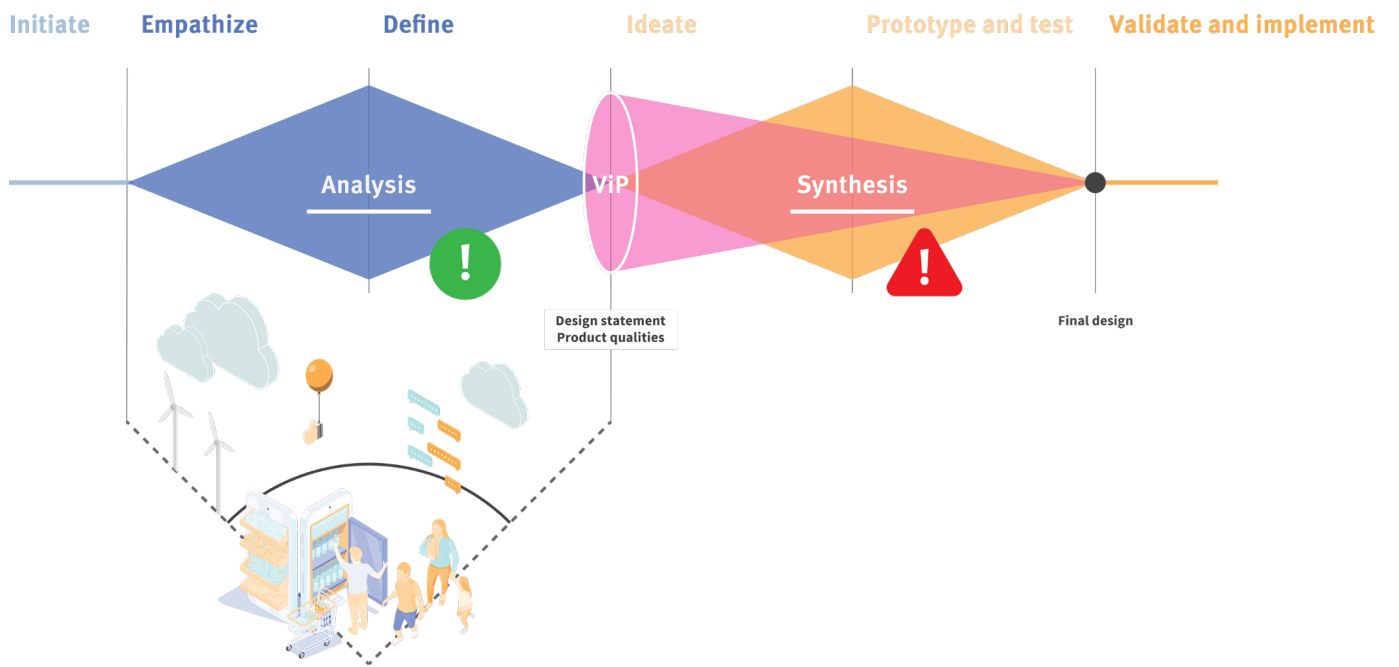 Initiate
Empathize
Define
Ideate
Prototype and test
Validate and implement
Analysis
ViP
Synthesis
!
!
Design statement
Product qualities
Final design